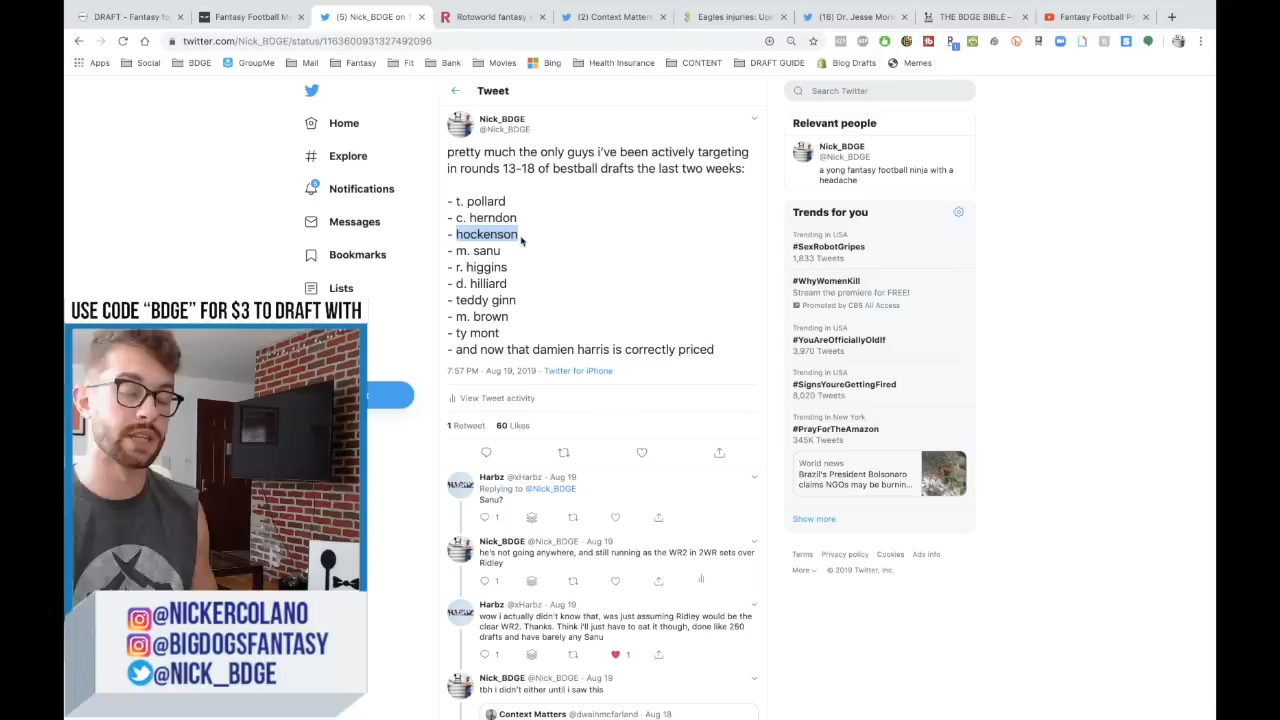 DRAFT - Fantasy fo
Fantasy Football M
(5) Nick_BDGE on T
Rotoworld fantasy
(2) Context Matters
Eagles injuries: Up
(16) Dr. Jesse Mor
THE BDGE BIBLE –
Fantasy Football P
twitter.com/Nick_BDGE/status/1163600931327492096
Apps Social BDGE GroupMe Mail Fantasy Fit Bank Movies Bing Health Insurance CONTENT DRAFT GUIDE Blog Drafts Memes
Home
Explore
Notifications
Messages
Bookmarks
Lists
Tweet
Nick_BDGE
@Nick_BDGE
pretty much the only guys i've been actively targeting
in rounds 13-18 of bestball drafts the last two weeks:
- t. pollard
- c. herndon
- hockenson
- m. sanu
- r. higgins
- d. hilliard
- teddy ginn
- m. brown
- ty mont
- and now that damien harris is correctly priced
7:57 PM · Aug 19, 2019 · Twitter for iPhone
View Tweet activity
1 Retweet 60 Likes
Harbz @xHarbz · Aug 19
Replying to @Nick_BDGE
Sanu?
1
Nick_BDGE @Nick_BDGE · Aug 19
he's not going anywhere, and still running as the WR2 in 2WR sets over
Ridley
1
Harbz @xHarbz · Aug 19
wow i actually didn't know that, was just assuming Ridley would be the
clear WR2. Thanks. Think i'll just have to eat it though, done like 250
drafts and have barely any Sanu
1 1
Nick_BDGE @Nick_BDGE · Aug 19
tbh i didn't either until i saw this
Context Matters @dwainmcfarland · Aug 18
Search Twitter
Relevant people
Nick_BDGE
@Nick_BDGE
a yong fantasy football ninja with a
headache
Trends for you
Trending in USA
#SexRobotGripes
1,833 Tweets
#WhyWomenKill
Stream the premiere for FREE!
Promoted by CBS All Access
Trending in USA
#YouAreOfficiallyOldIf
3,970 Tweets
Trending in USA
#SignsYoureGettingFired
8,020 Tweets
Trending in New York
#PrayForTheAmazon
345K Tweets
World news
Brazil's President Bolsonaro
claims NGOs may be burnin...
Show more
Terms Privacy policy Cookies Ads info
More © 2019 Twitter, Inc.
USE CODE "BDGE" FOR $3 TO DRAFT WITH
@NICKERCOLANO
@BIGDOGSFANTASY
@NICK_BDGE